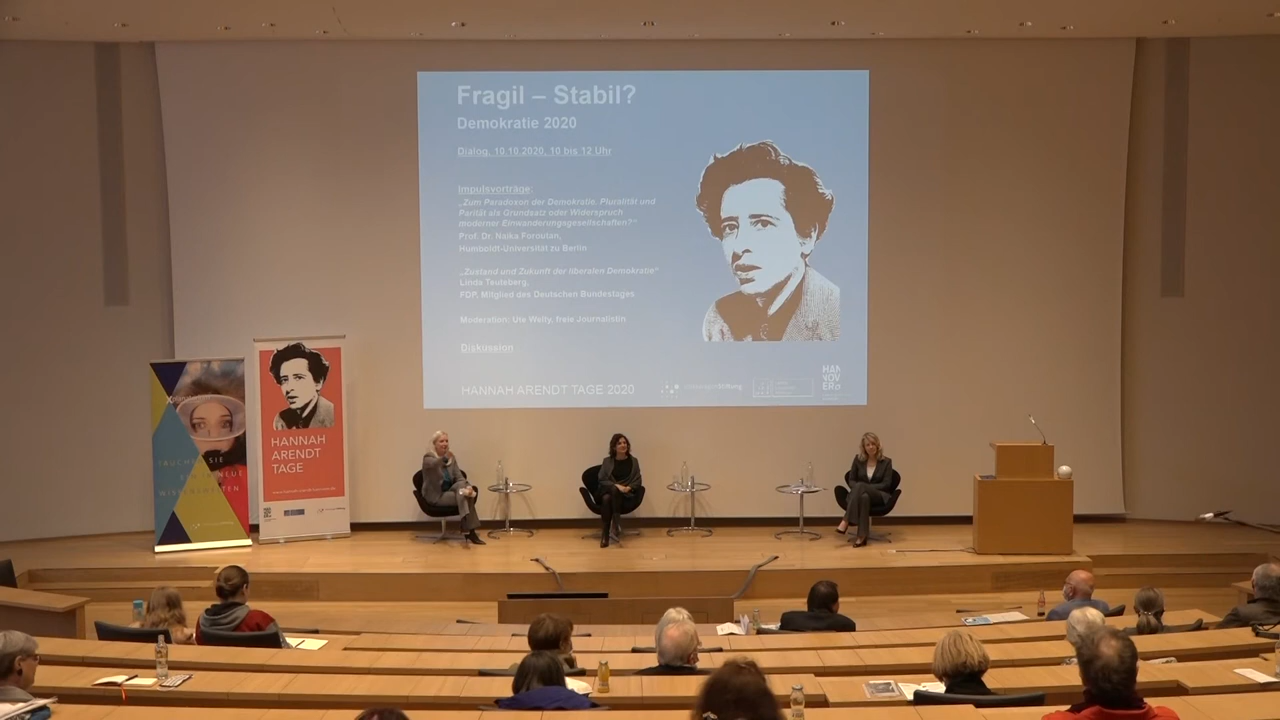 Fragil – Stabil?
Demokratie 2020
Dialog, 10.10.2020, 10 bis 12 Uhr
Impulsvorträge:
„Zum Paradoxon der Demokratie. Pluralität und
Parität als Grundsatz oder Widerspruch
moderner Einwanderungsgesellschaften?“
Prof. Dr. Naika Foroutan,
Humboldt-Universität zu Berlin
„Zustand und Zukunft der liberalen Demokratie“
Linda Teuteberg,
FDP, Mitglied des Deutschen Bundestages
Moderation: Ute Welty, freie Journalistin
Diskussion
HANNAH ARENDT TAGE 2020
HAN
NOV
ER
HANNAH
ARENDT
TAGE
SIE
NEUE